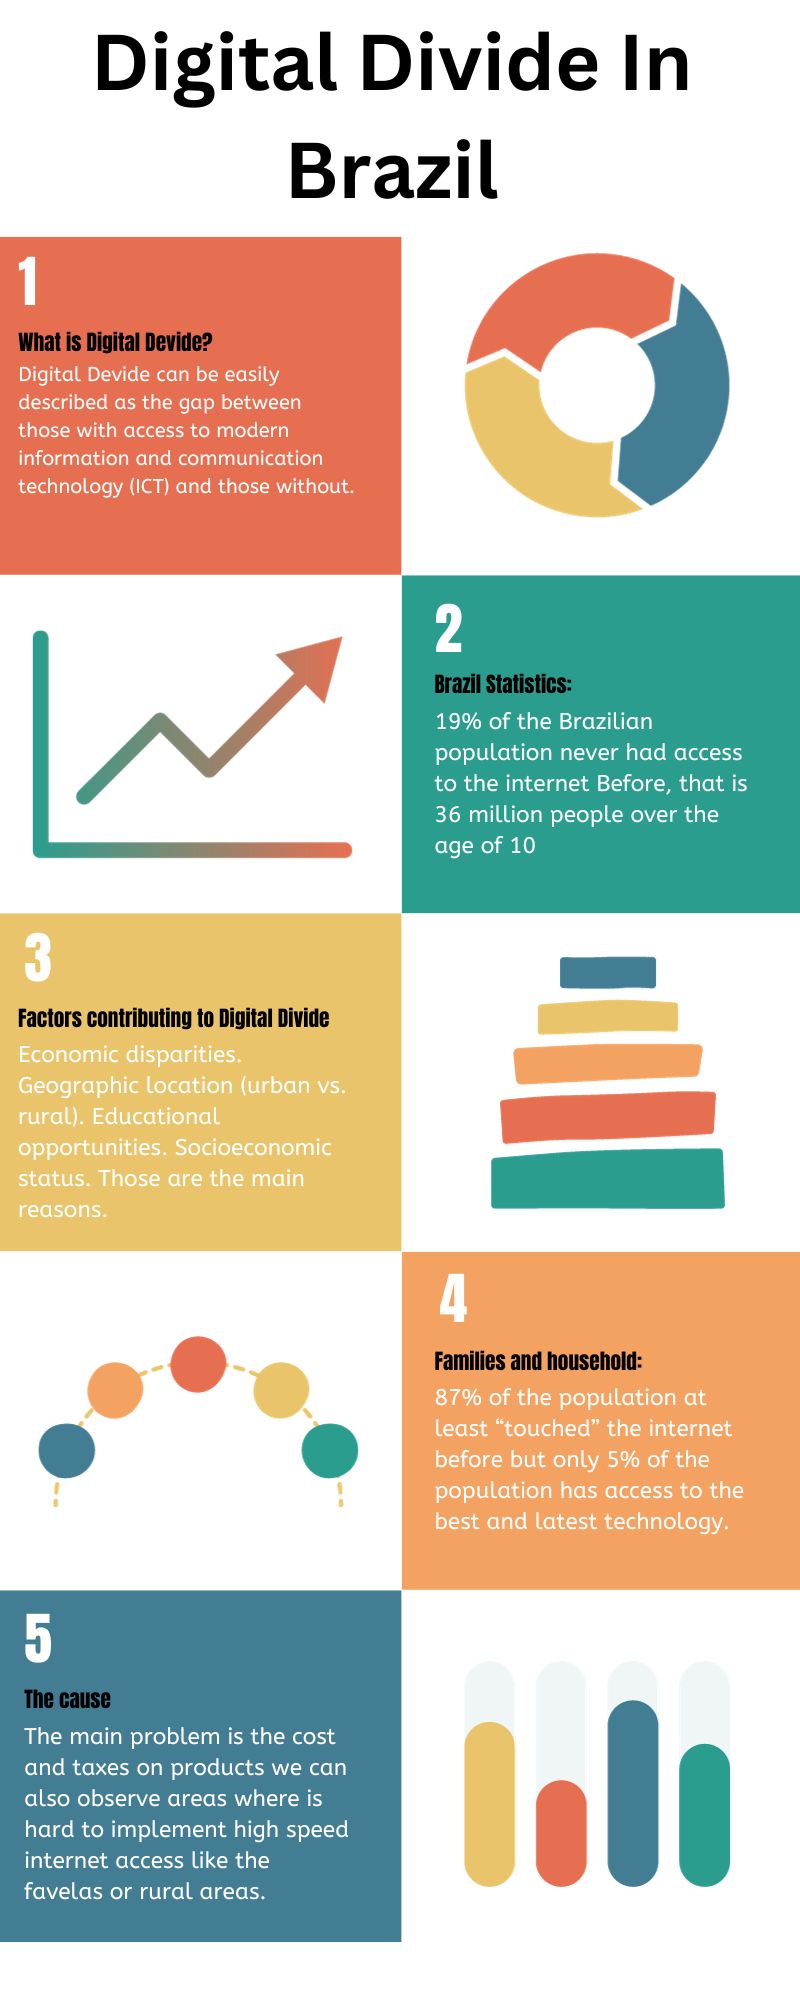 Digital Divide In
Brazil
1
What is Digital Devide?
Digital Devide can be easily
described as the gap between
those with access to modern
information and communication
technology (ICT) and those without.
2
Brazil Statistics:
19% of the Brazilian
population never had access
to the internet Before, that is
36 million people over the
age of 10
3
Factors contributing to Digital Divide
Economic disparities.
Geographic location (urban vs.
rural). Educational
opportunities. Socioeconomic
status. Those are the main
reasons.
4
Families and household:
87% of the population at
least “touched” the internet
before but only 5% of the
population has access to the
best and latest technology.
5
The cause
The main problem is the cost
and taxes on products we can
also observe areas where is
hard to implement high speed
internet access like the
favelas or rural areas.